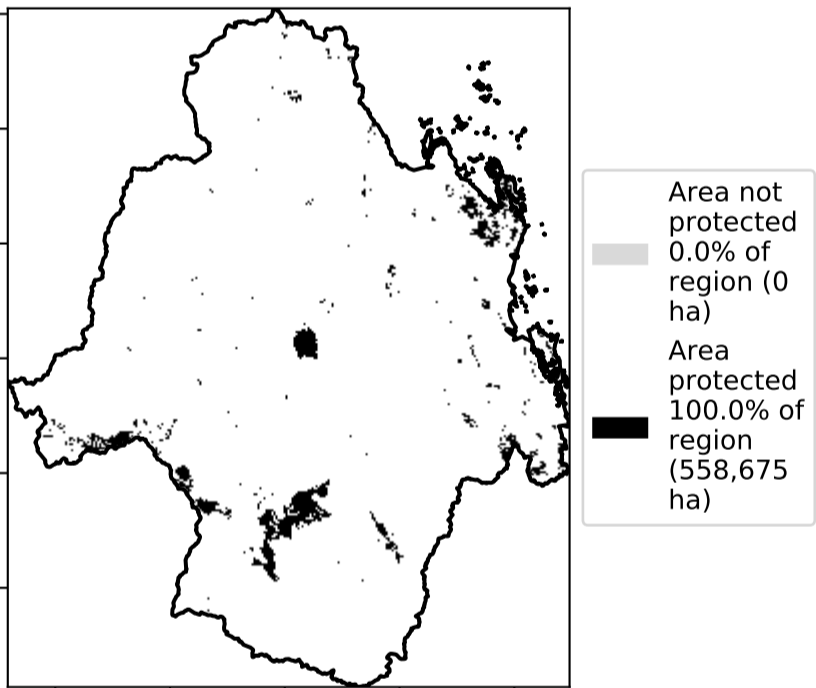 Area not
protected
0.0% of
region (0
ha)
Area
protected
100.0% of
region
(558,675
ha)